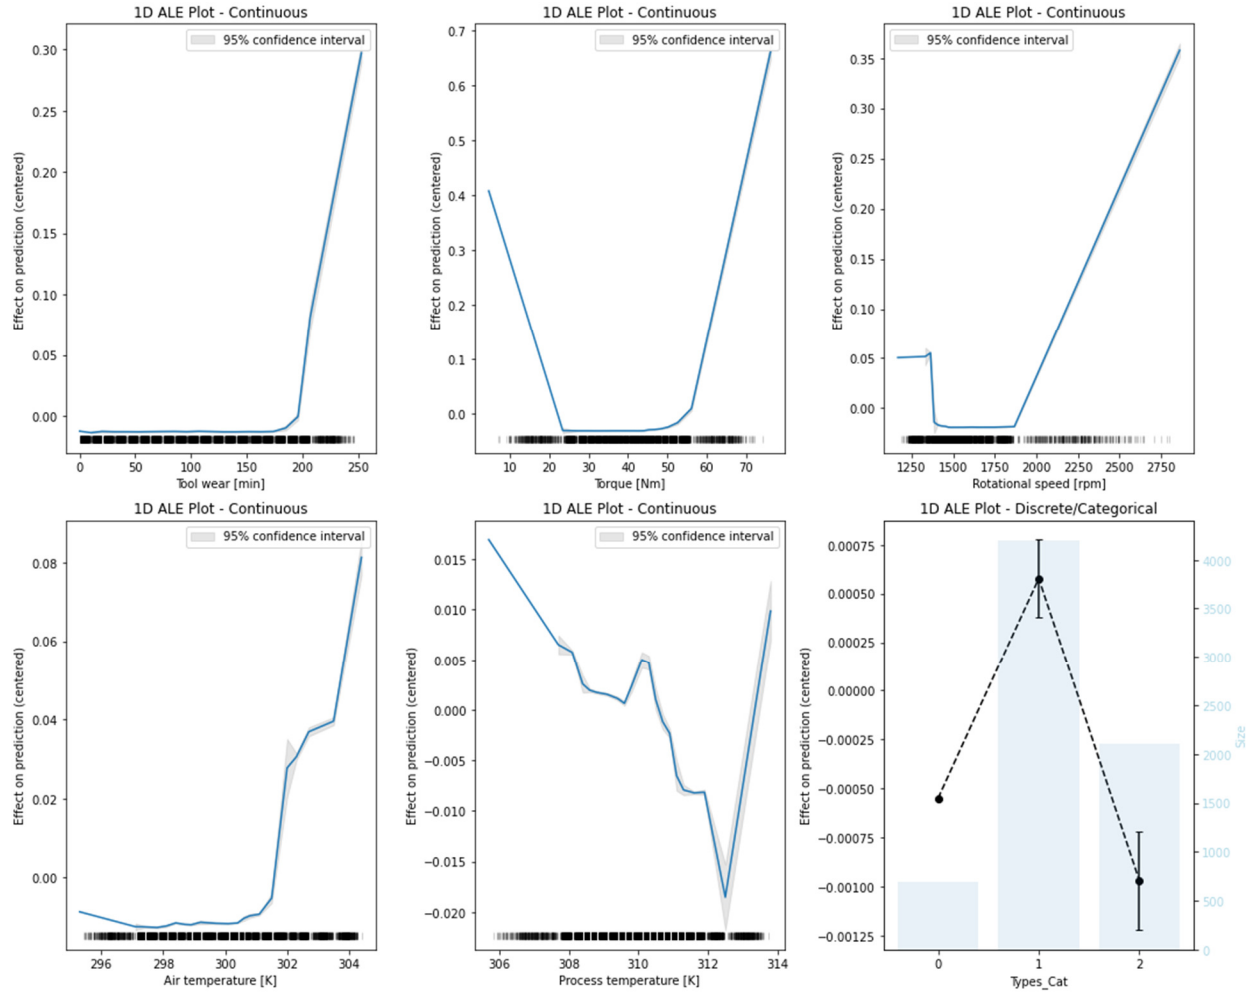 1D ALE Plot - Continuous
95% confidence interval
0.30
0.25
0.20
0.15
0.10
0.05
0.00
Effect on prediction (centered)
0 50 100 150 200 250
Tool wear [min]
1D ALE Plot - Continuous
95% confidence interval
0.7
0.6
0.5
0.4
0.3
0.2
0.1
0.0
Effect on prediction (centered)
10 20 30 40 50 60 70
Torque [Nm]
1D ALE Plot - Continuous
95% confidence interval
0.35
0.30
0.25
0.20
0.15
0.10
0.05
0.00
Effect on prediction (centered)
1250 1500 1750 2000 2250 2500 2750
Rotational speed [rpm]
1D ALE Plot - Continuous
95% confidence interval
0.08
0.06
0.04
0.02
0.00
Effect on prediction (centered)
296 298 300 302 304
Air temperature [K]
1D ALE Plot - Continuous
95% confidence interval
0.015
0.010
0.005
0.000
−0.005
−0.010
−0.015
−0.020
Effect on prediction (centered)
306 308 310 312 314
Process temperature [K]
1D ALE Plot - Discrete/Categorical
0.00075
0.00050
0.00025
0.00000
−0.00025
−0.00050
−0.00075
−0.00100
−0.00125
Effect on prediction (centered)
4000
3500
3000
2500
2000
1500
1000
500
0
Size
0 1 2
Types_Cat